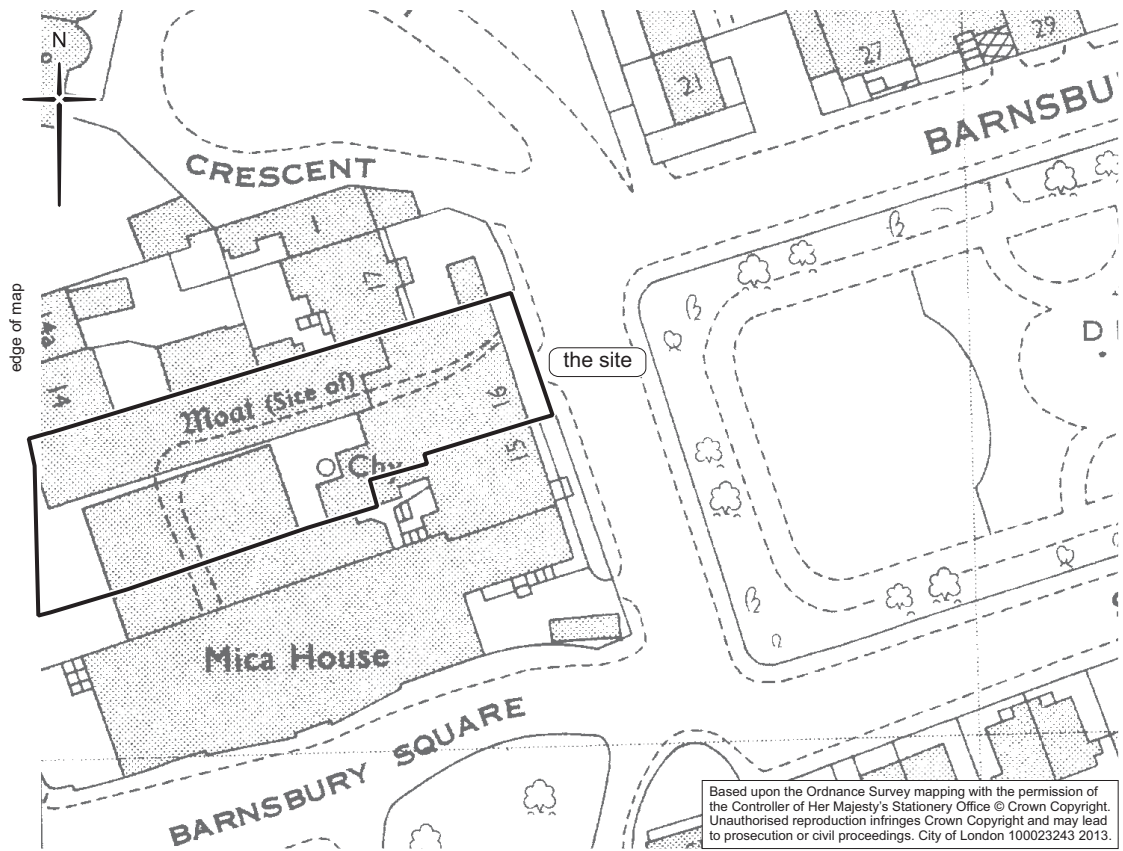 N
29
27
21
BARNSBU
CRESCENT
1
17
edge of map
14
the site
Moat (Site of)
16
15
Chy
D
Mica House
BARNSBURY SQUARE
Based upon the Ordnance Survey mapping with the permission of
the Controller of Her Majesty's Stationery Office © Crown Copyright.
Unauthorised reproduction infringes Crown Copyright and may lead
to prosecution or civil proceedings. City of London 100023243 2013.